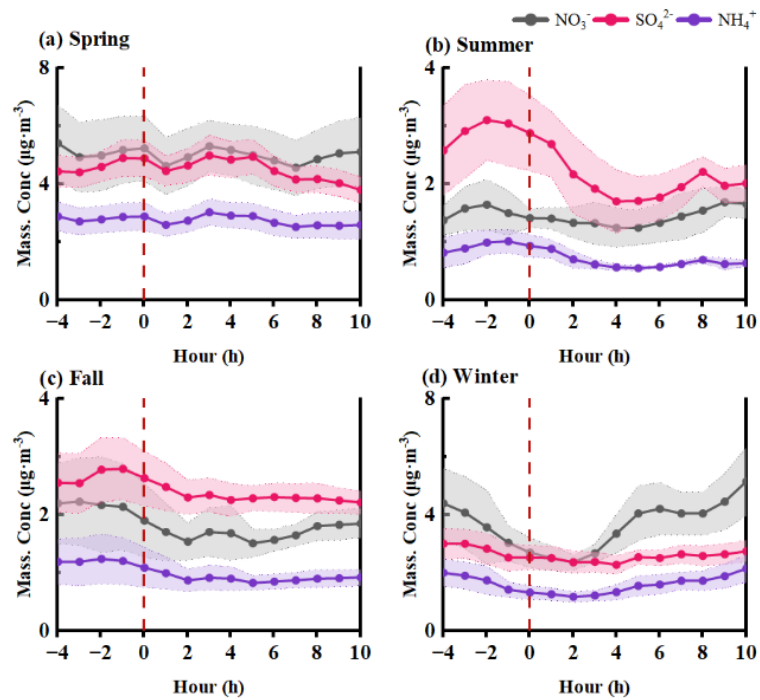 NO₃⁻ SO₄²⁻ NH₄⁺
(a) Spring
8
4
0
Mass. Conc (μg·m⁻³)
−4 −2 0 2 4 6 8 10
Hour (h)
(b) Summer
4
2
0
Mass. Conc (μg·m⁻³)
−4 −2 0 2 4 6 8 10
Hour (h)
(c) Fall
4
2
0
Mass. Conc (μg·m⁻³)
−4 −2 0 2 4 6 8 10
Hour (h)
(d) Winter
8
4
0
Mass. Conc (μg·m⁻³)
−4 −2 0 2 4 6 8 10
Hour (h)